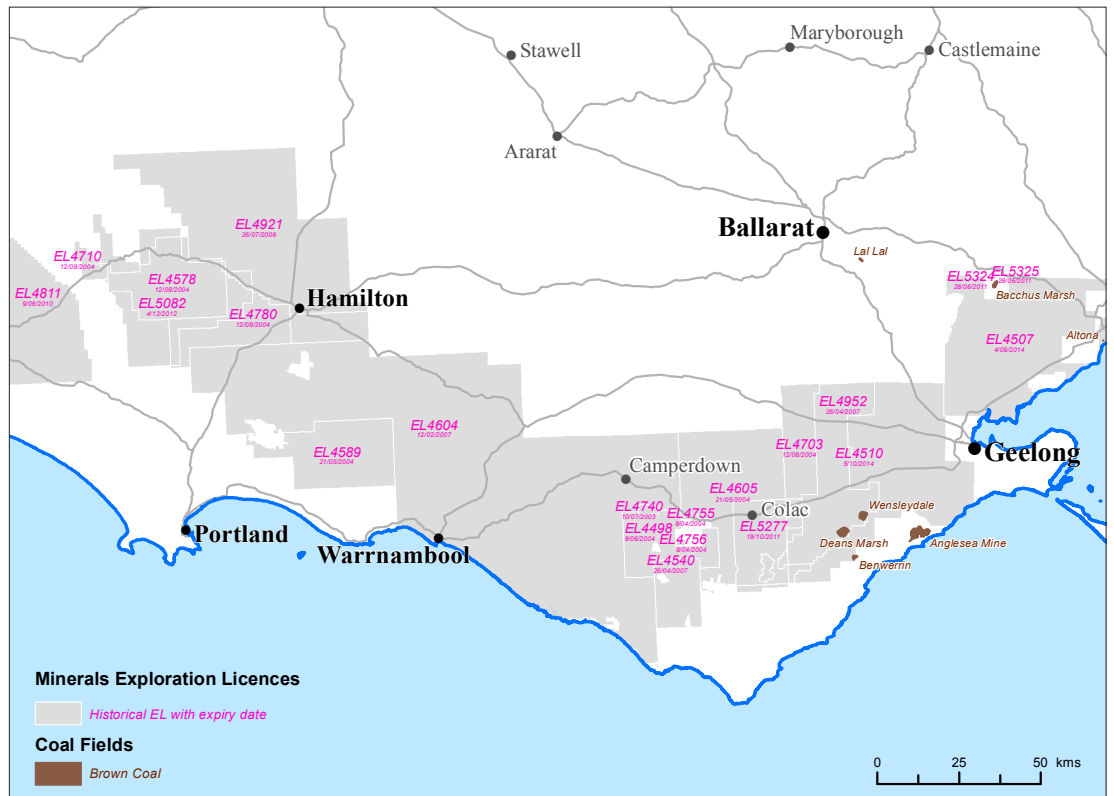 Maryborough
Stawell
Castlemaine
Ararat
EL4921
26/07/2006
Ballarat
Lal Lal
EL4710
12/08/2004
EL4578
12/08/2004
EL4811
9/06/2010
EL5082
4/12/2012
Hamilton
EL4780
12/08/2004
EL5324
28/06/2011
EL5325
28/06/2011
Bacchus Marsh
EL4507
4/09/2014
Altona
EL4952
26/04/2007
EL4604
12/02/2007
EL4589
21/05/2004
EL4703
12/08/2004
EL4510
5/10/2014
Geelong
Camperdown
EL4605
21/05/2004
EL4740
10/07/2003
EL4755
8/04/2004
Colac
Wensleydale
EL4498
8/06/2004
EL5277
19/10/2011
EL4756
8/04/2004
Deans Marsh
Anglesea Mine
EL4540
26/04/2007
Benwerrin
Portland
Warrnambool
Minerals Exploration Licences
Historical EL with expiry date
Coal Fields
Brown Coal
0 25 50 kms